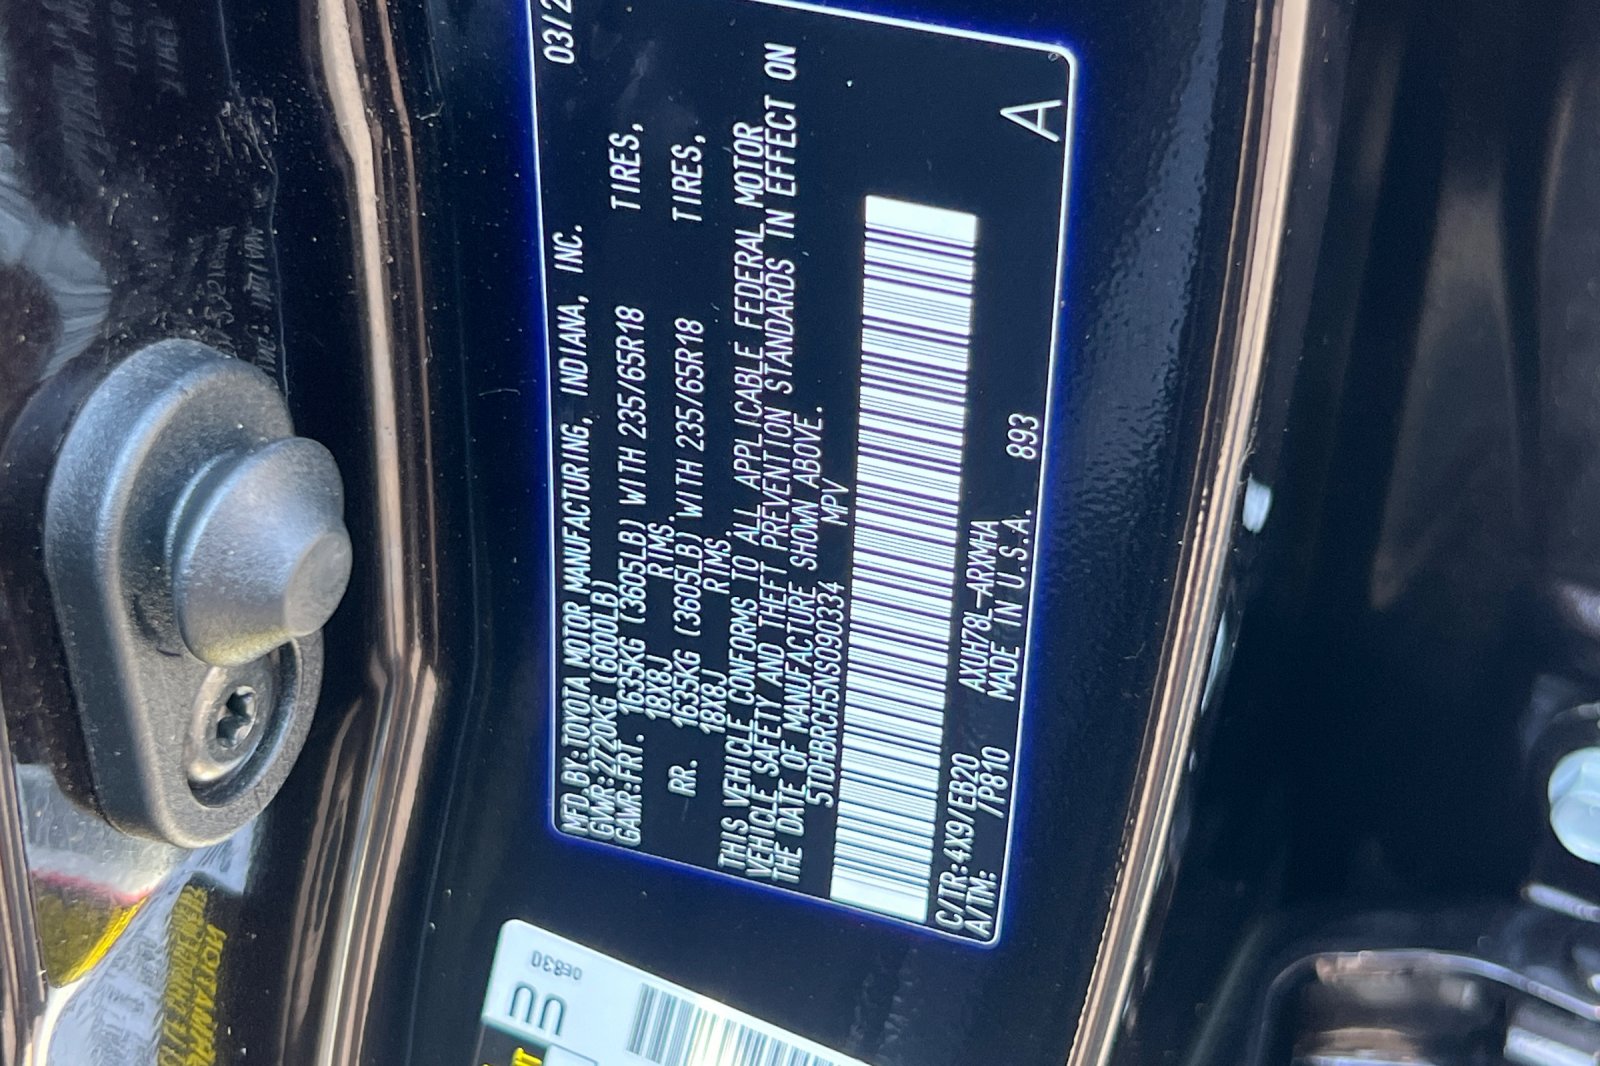 MFD.BY:TOYOTA MOTOR MANUFACTURING, INDIANA, INC. 03/2
GVWR:2720KG (6000LB)
GAWR:FRT. 1635KG (3605LB) WITH 235/65R18 TIRES,
18X8J RIMS.
RR. 1635KG (3605LB) WITH 235/65R18 TIRES,
18X8J RIMS.
THIS VEHICLE CONFORMS TO ALL APPLICABLE FEDERAL MOTOR
VEHICLE SAFETY AND THEFT PREVENTION STANDARDS IN EFFECT ON
THE DATE OF MANUFACTURE SHOWN ABOVE.
5TDHBRCH5NS090334 MPV
C/TR:4X9/EB20 AXUH78L-ARXMHA
A/TM: /P810 MADE IN U.S.A. 893 A
0E830
UU